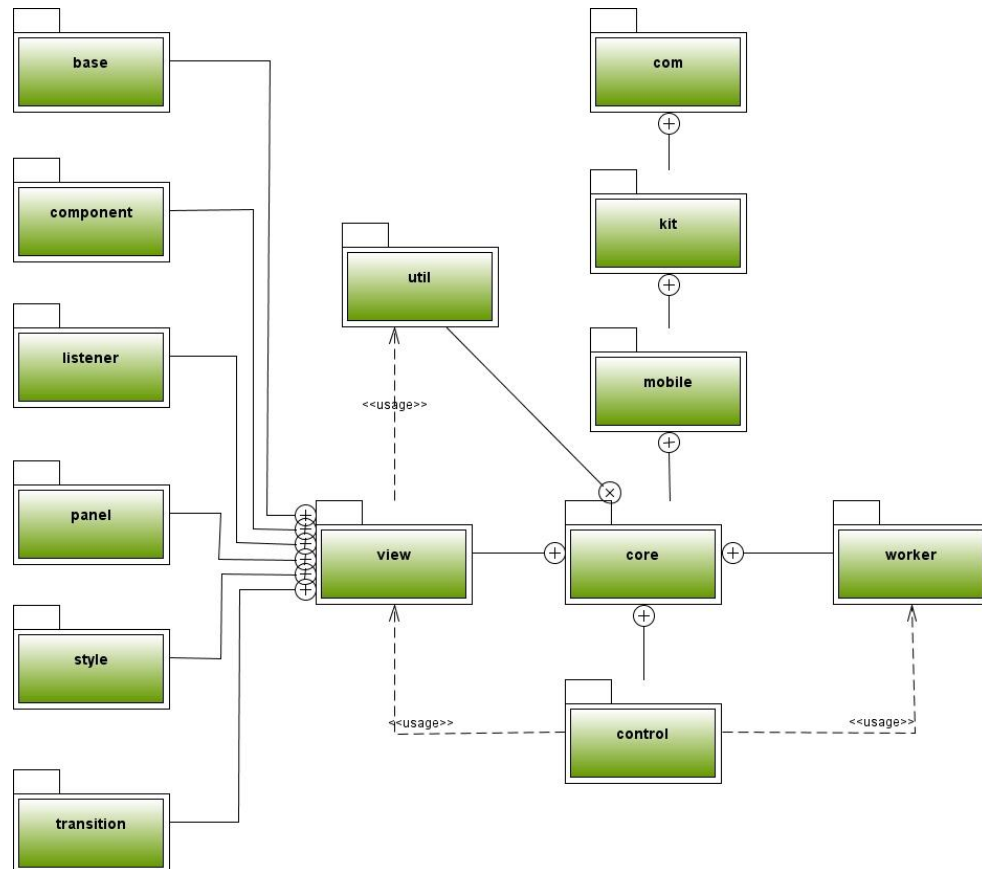 base
com
component
kit
util
listener
mobile
<<usage>>
panel
view
core
worker
style
<<usage>>
control
<<usage>>
transition